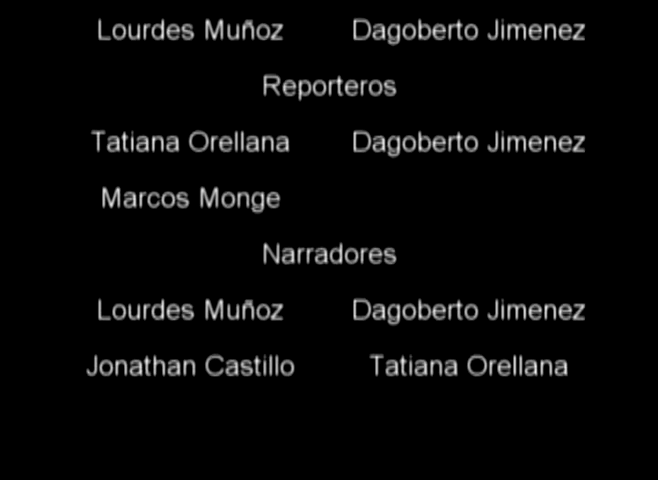 Lourdes Muñoz Dagoberto Jimenez
Reporteros
Tatiana Orellana Dagoberto Jimenez
Marcos Monge
Narradores
Lourdes Muñoz Dagoberto Jimenez
Jonathan Castillo Tatiana Orellana